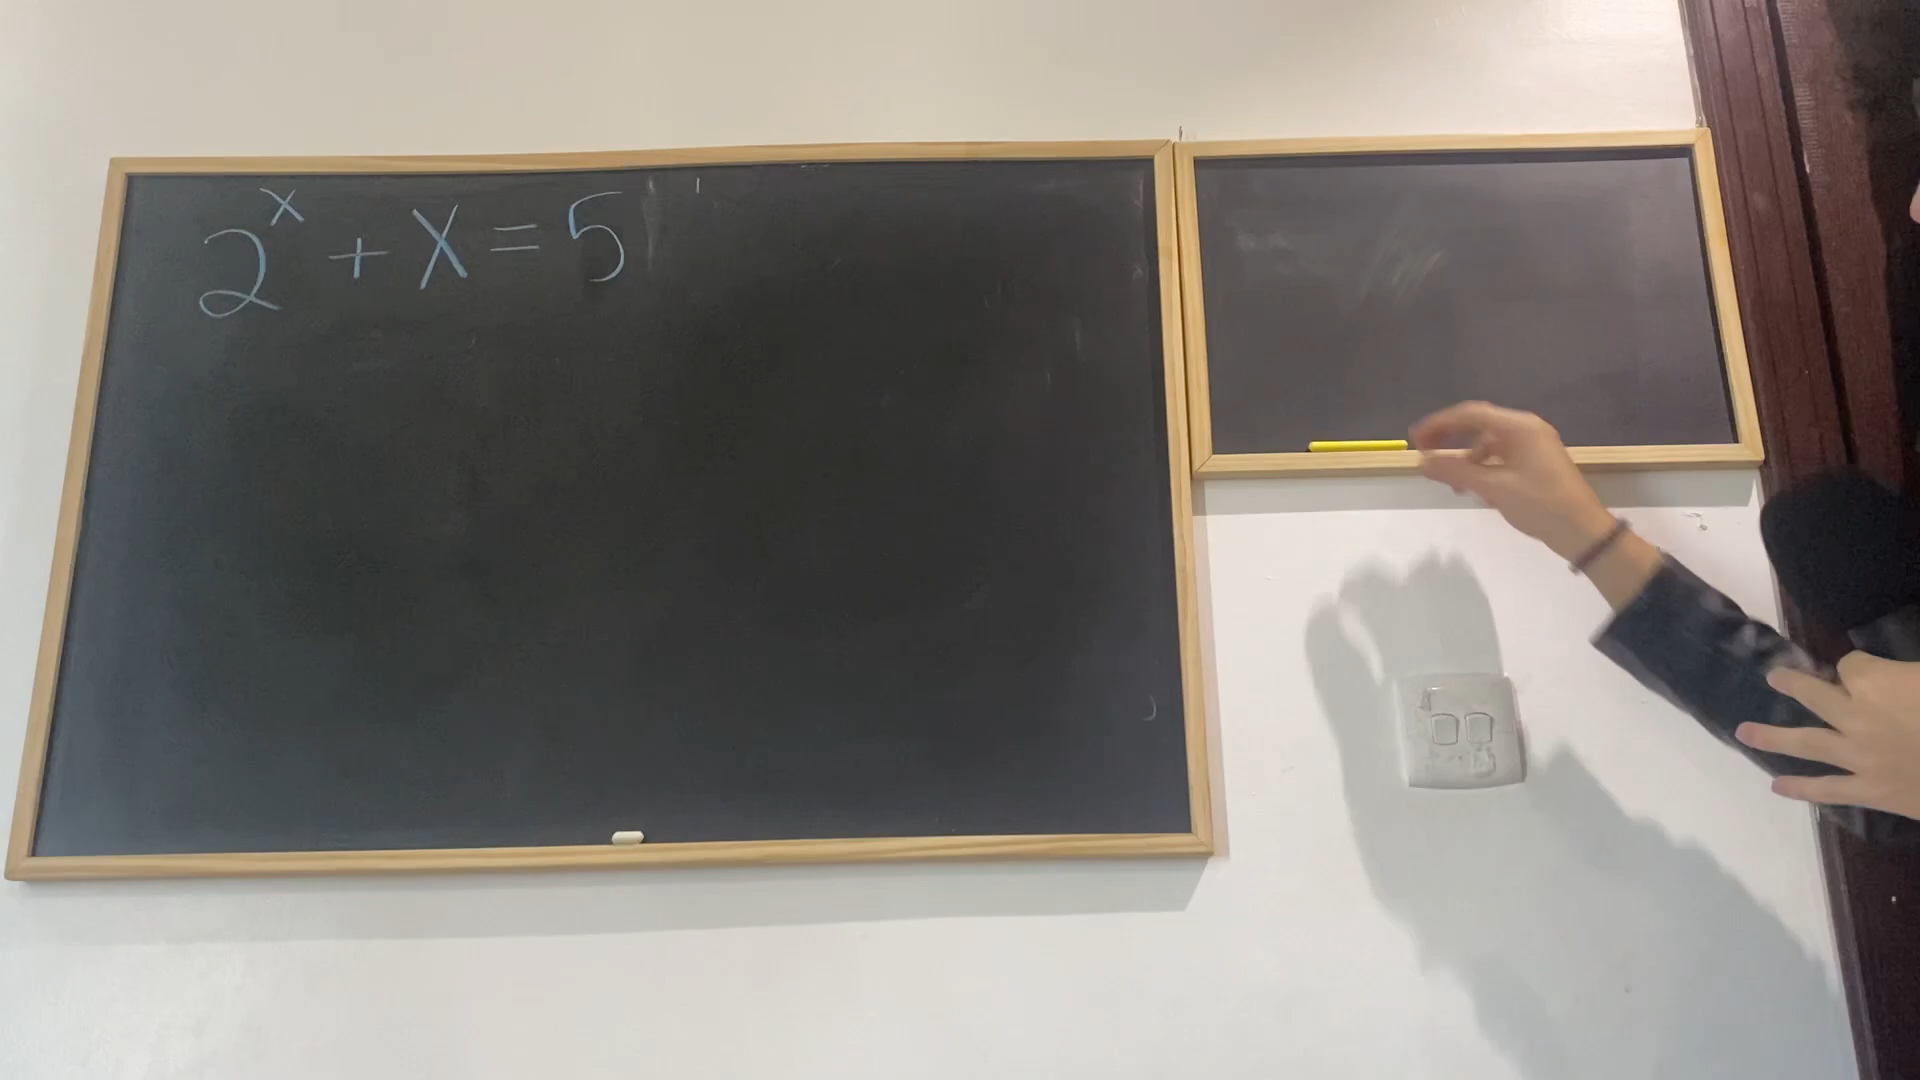 2^x + x = 5